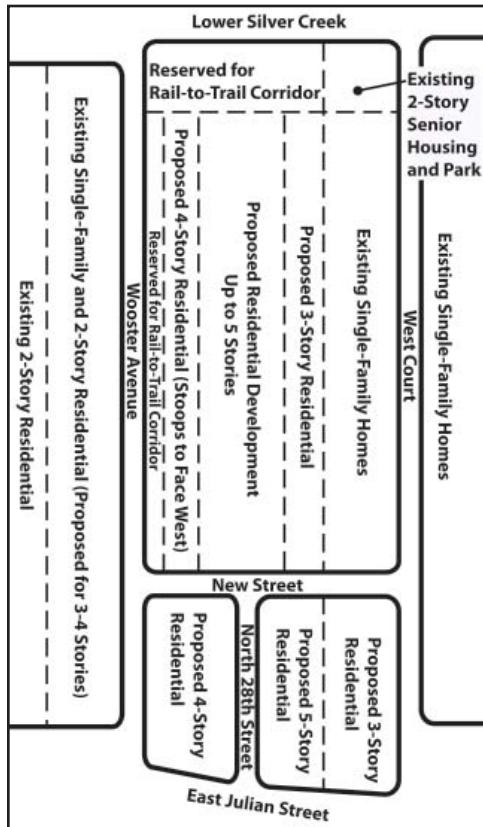 Lower Silver Creek
Reserved for
Rail-to-Trail Corridor
Existing
2-Story
Senior
Housing
and Park
Existing 2-Story
Residential
Existing Single-Family and 2-Story Residential (Proposed for 3-4 Stories)
Wooster Avenue
Reserved for Rail-to-Trail Corridor
Proposed 4-Story Residential (Stoops to Face West)
Proposed Residential Development
Up to 5 Stories
Proposed 3-Story Residential
Existing Single-Family Homes
West Court
Existing Single-Family Homes
New Street
Proposed 4-Story
Residential
North 28th Street
Proposed 5-Story
Residential
Proposed 3-Story
Residential
East Julian Street